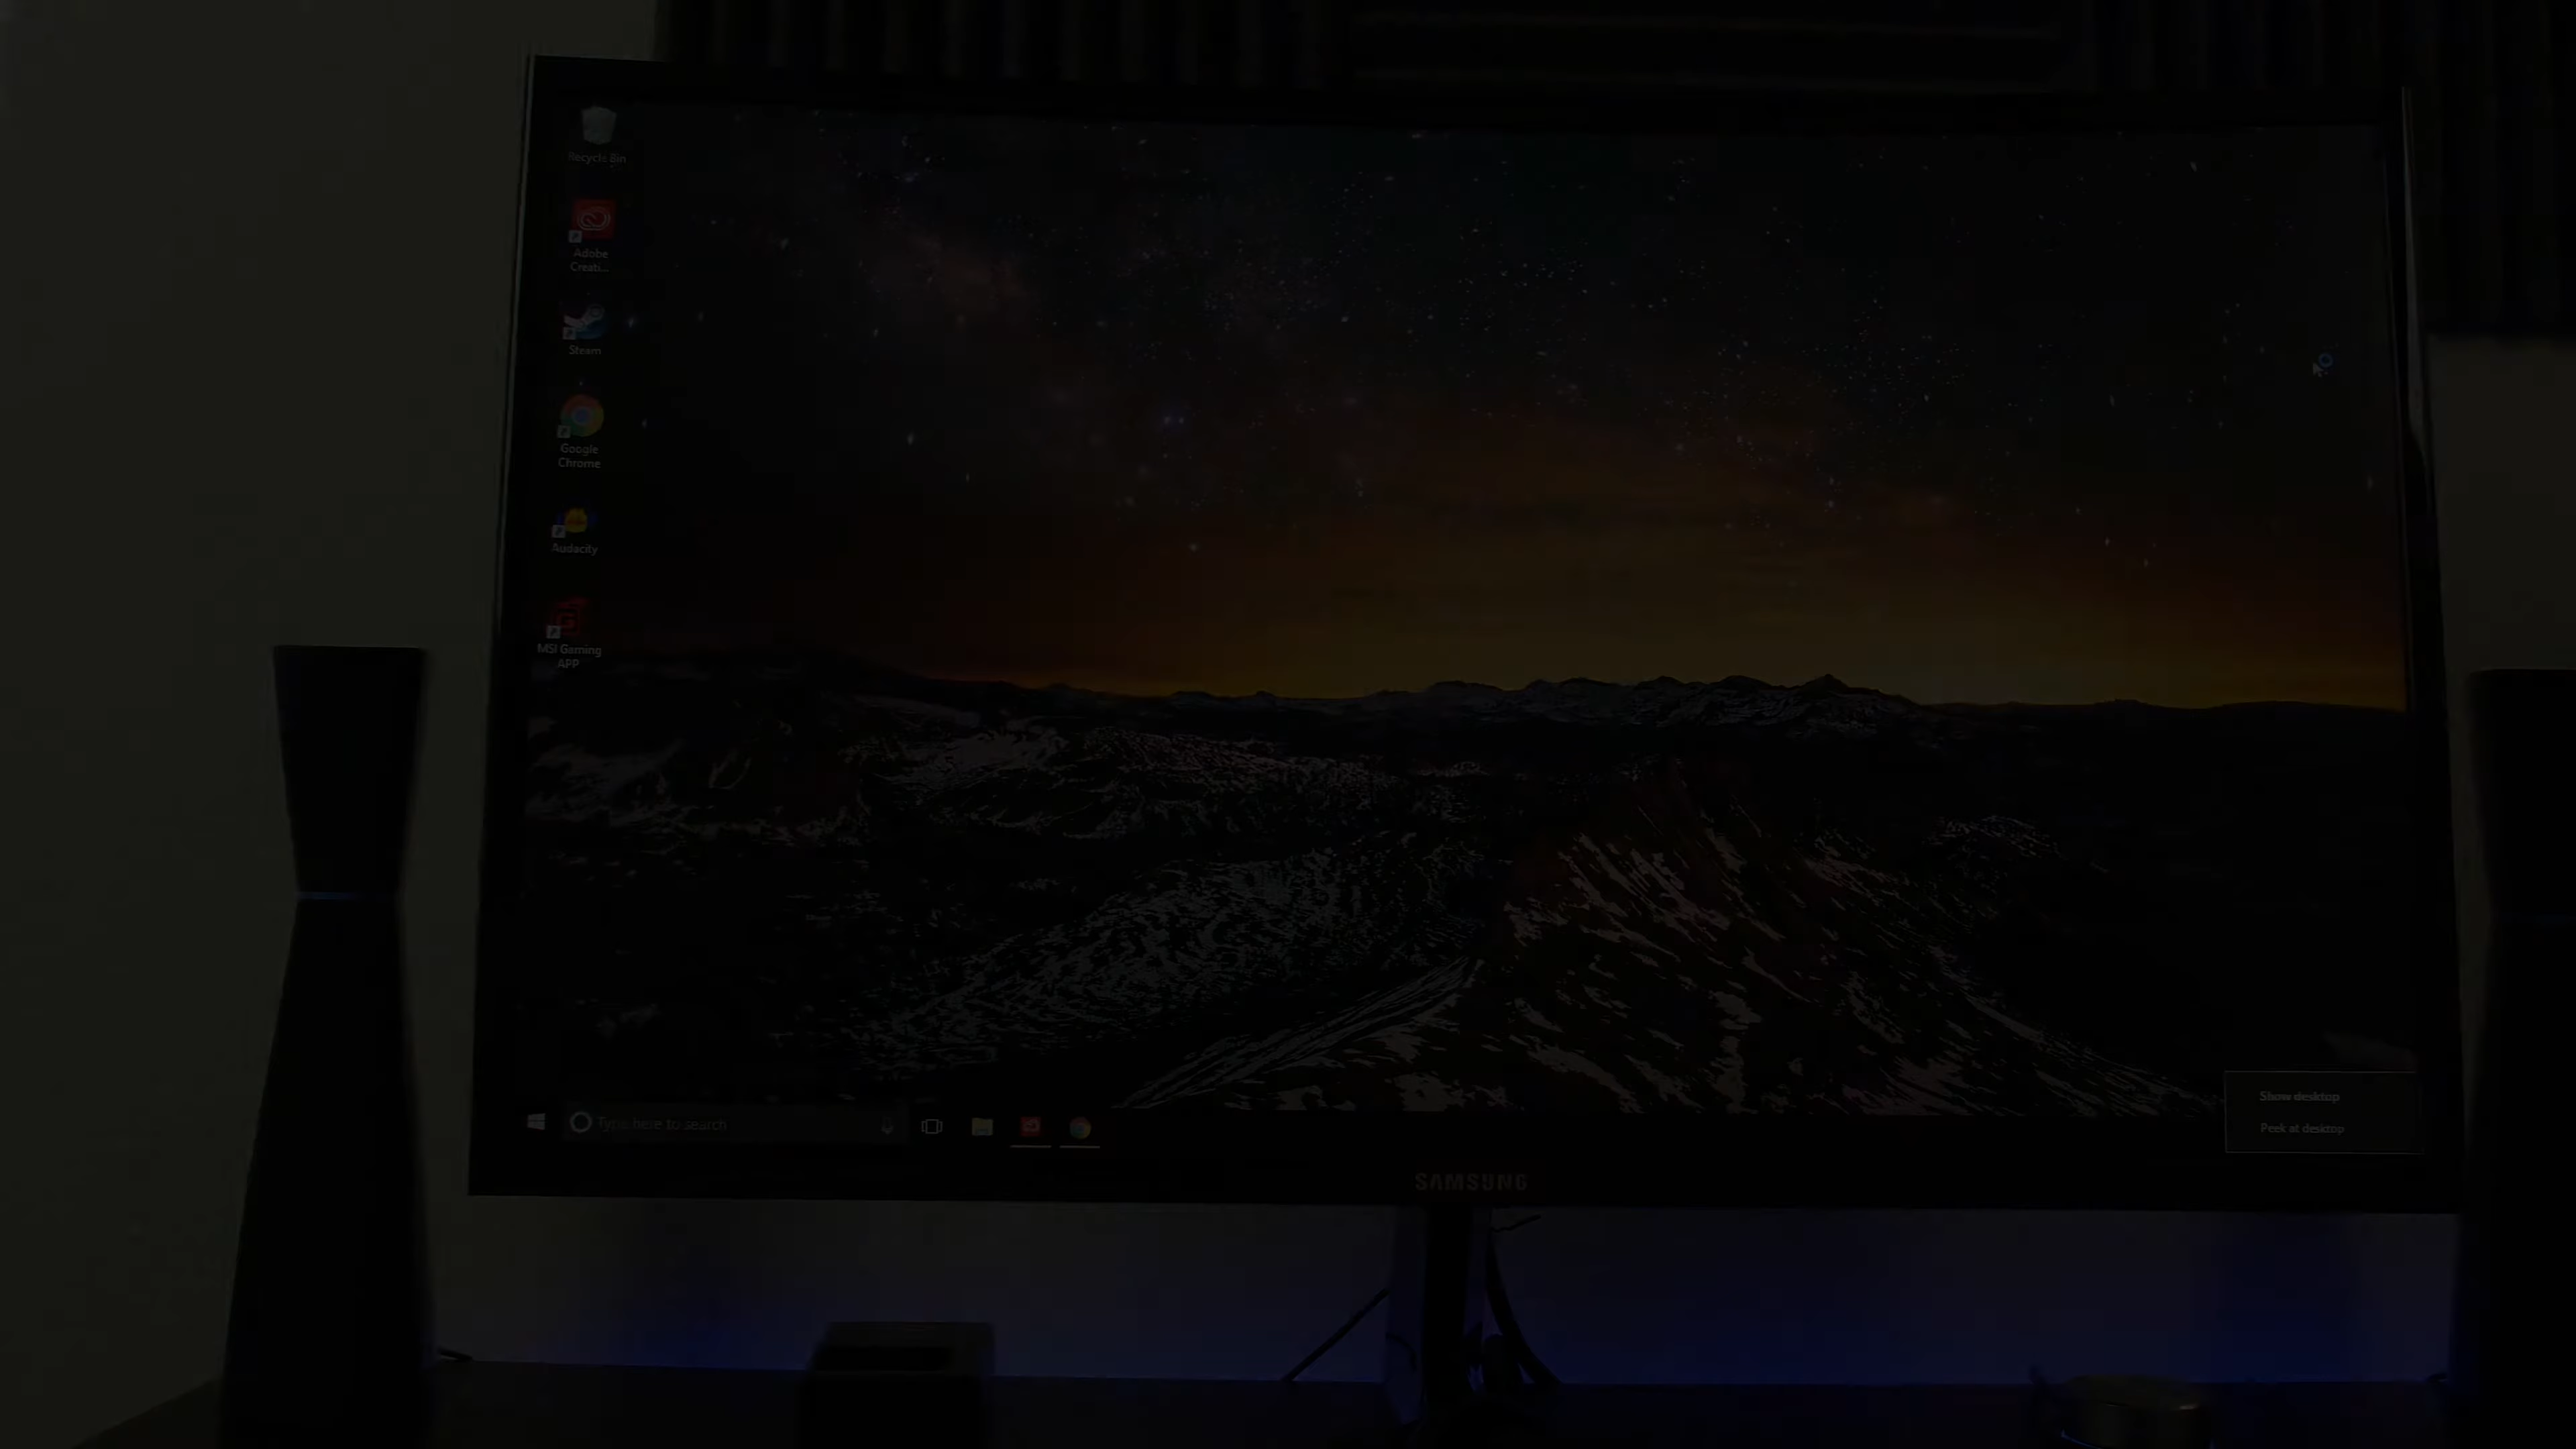 Recycle Bin
Adobe
Creati...
Steam
Google
Chrome
Audacity
MSI Gaming
APP
Type here to search
Show desktop
Peek at desktop
SAMSUNG